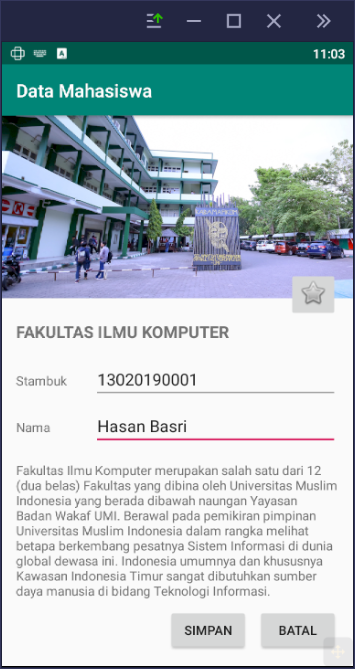 A
11:03
Data Mahasiswa
FAKULTAS ILMU KOMPUTER
Stambuk 13020190001
Nama Hasan Basri
Fakultas Ilmu Komputer merupakan salah satu dari 12
(dua belas) Fakultas yang dibina oleh Universitas Muslim
Indonesia yang berada dibawah naungan Yayasan
Badan Wakaf UMI. Berawal pada pemikiran pimpinan
Universitas Muslim Indonesia dalam rangka melihat
betapa berkembang pesatnya Sistem Informasi di dunia
global dewasa ini. Indonesia umumnya dan khususnya
Kawasan Indonesia Timur sangat dibutuhkan sumber
daya manusia di bidang Teknologi Informasi.
SIMPAN BATAL